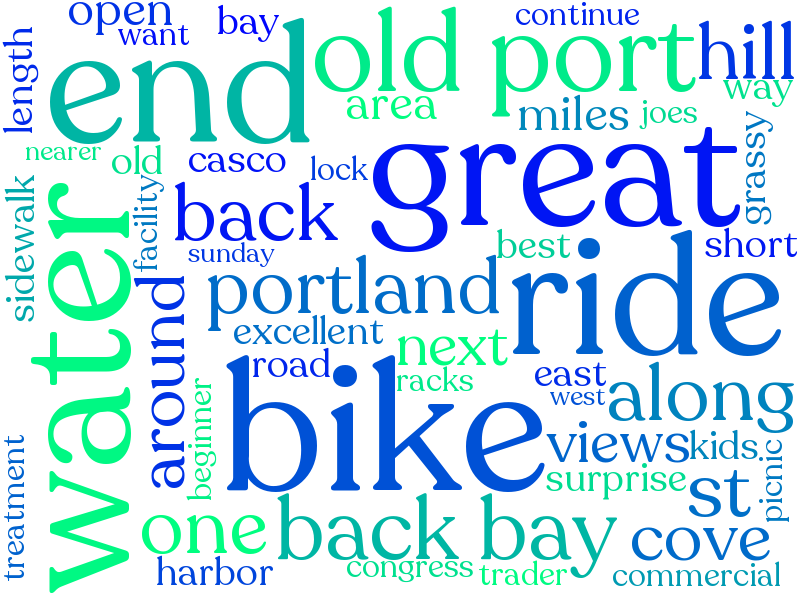 open
want
bay
continue
length
end
old port
hill
area
miles
joes
way
nearer
old
casco
lock
great
grassy
sidewalk
water
facility
back
sunday
best
short
portland
ride
around
excellent
next
road
racks
east
west
along
beginner
bike
views
kids
treatment
surprise
st
picnic
one
back bay
cove
harbor
congress
trader
commercial